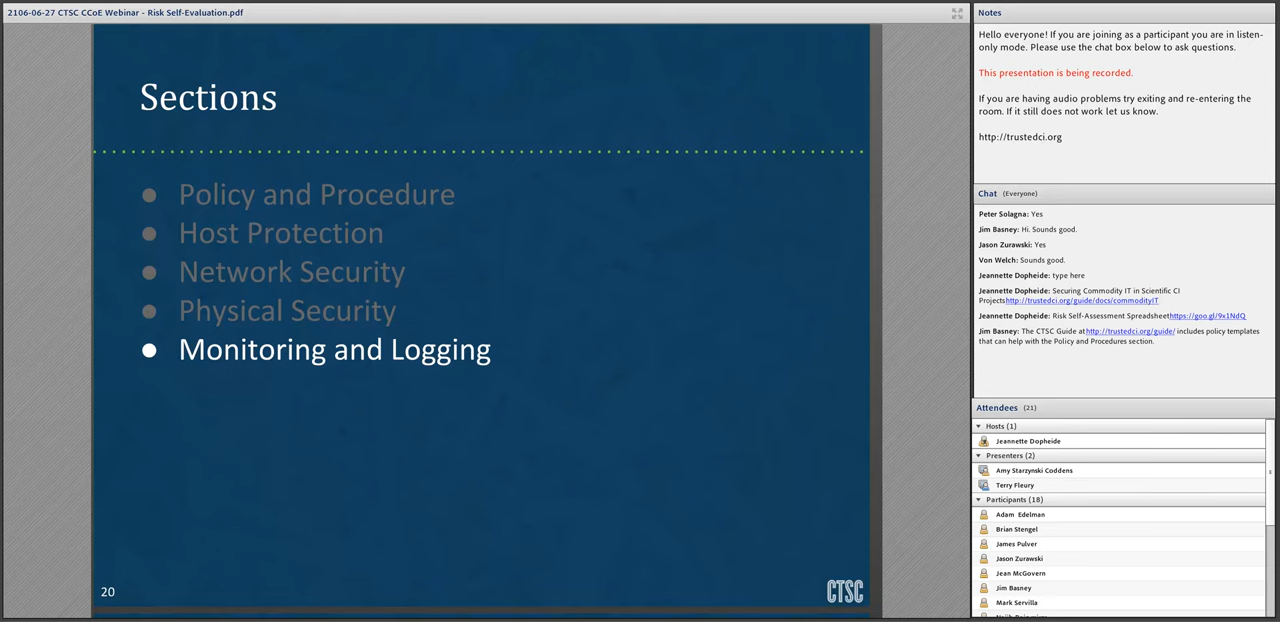 2106-06-27 CTSC CCoE Webinar - Risk Self-Evaluation.pdf
Sections
● Policy and Procedure
● Host Protection
● Network Security
● Physical Security
● Monitoring and Logging
20
CTSC
Notes
Hello everyone! If you are joining as a participant you are in listen-
only mode. Please use the chat box below to ask questions.
This presentation is being recorded.
If you are having audio problems try exiting and re-entering the
room. If it still does not work let us know.
http://trustedci.org
Chat (Everyone)
Peter Solagna: Yes
Jim Basney: Hi. Sounds good.
Jason Zurawski: Yes
Von Welch: Sounds good.
Jeannette Dopheide: type here
Jeannette Dopheide: Securing Commodity IT in Scientific CI
Projectshttp://trustedci.org/guide/docs/commodityIT
Jeannette Dopheide: Risk Self-Assessment Spreadsheethttps://goo.gl/9x1NdQ
Jim Basney: The CTSC Guide at http://trustedci.org/guide/ includes policy templates
that can help with the Policy and Procedures section.
Attendees (21)
Hosts (1)
Jeannette Dopheide
Presenters (2)
Amy Starzynski Coddens
Terry Fleury
Participants (18)
Adam Edelman
Brian Stengel
James Pulver
Jason Zurawski
Jean McGovern
Jim Basney
Mark Servilla